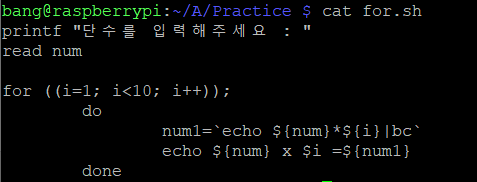 bang@raspberrypi:~/A/Practice $ cat for.sh
printf "단수를 입력해주세요 : "
read num
for ((i=1; i<10; i++));
do
num1=`echo ${num}*${i}|bc`
echo ${num} x $i =${num1}
done